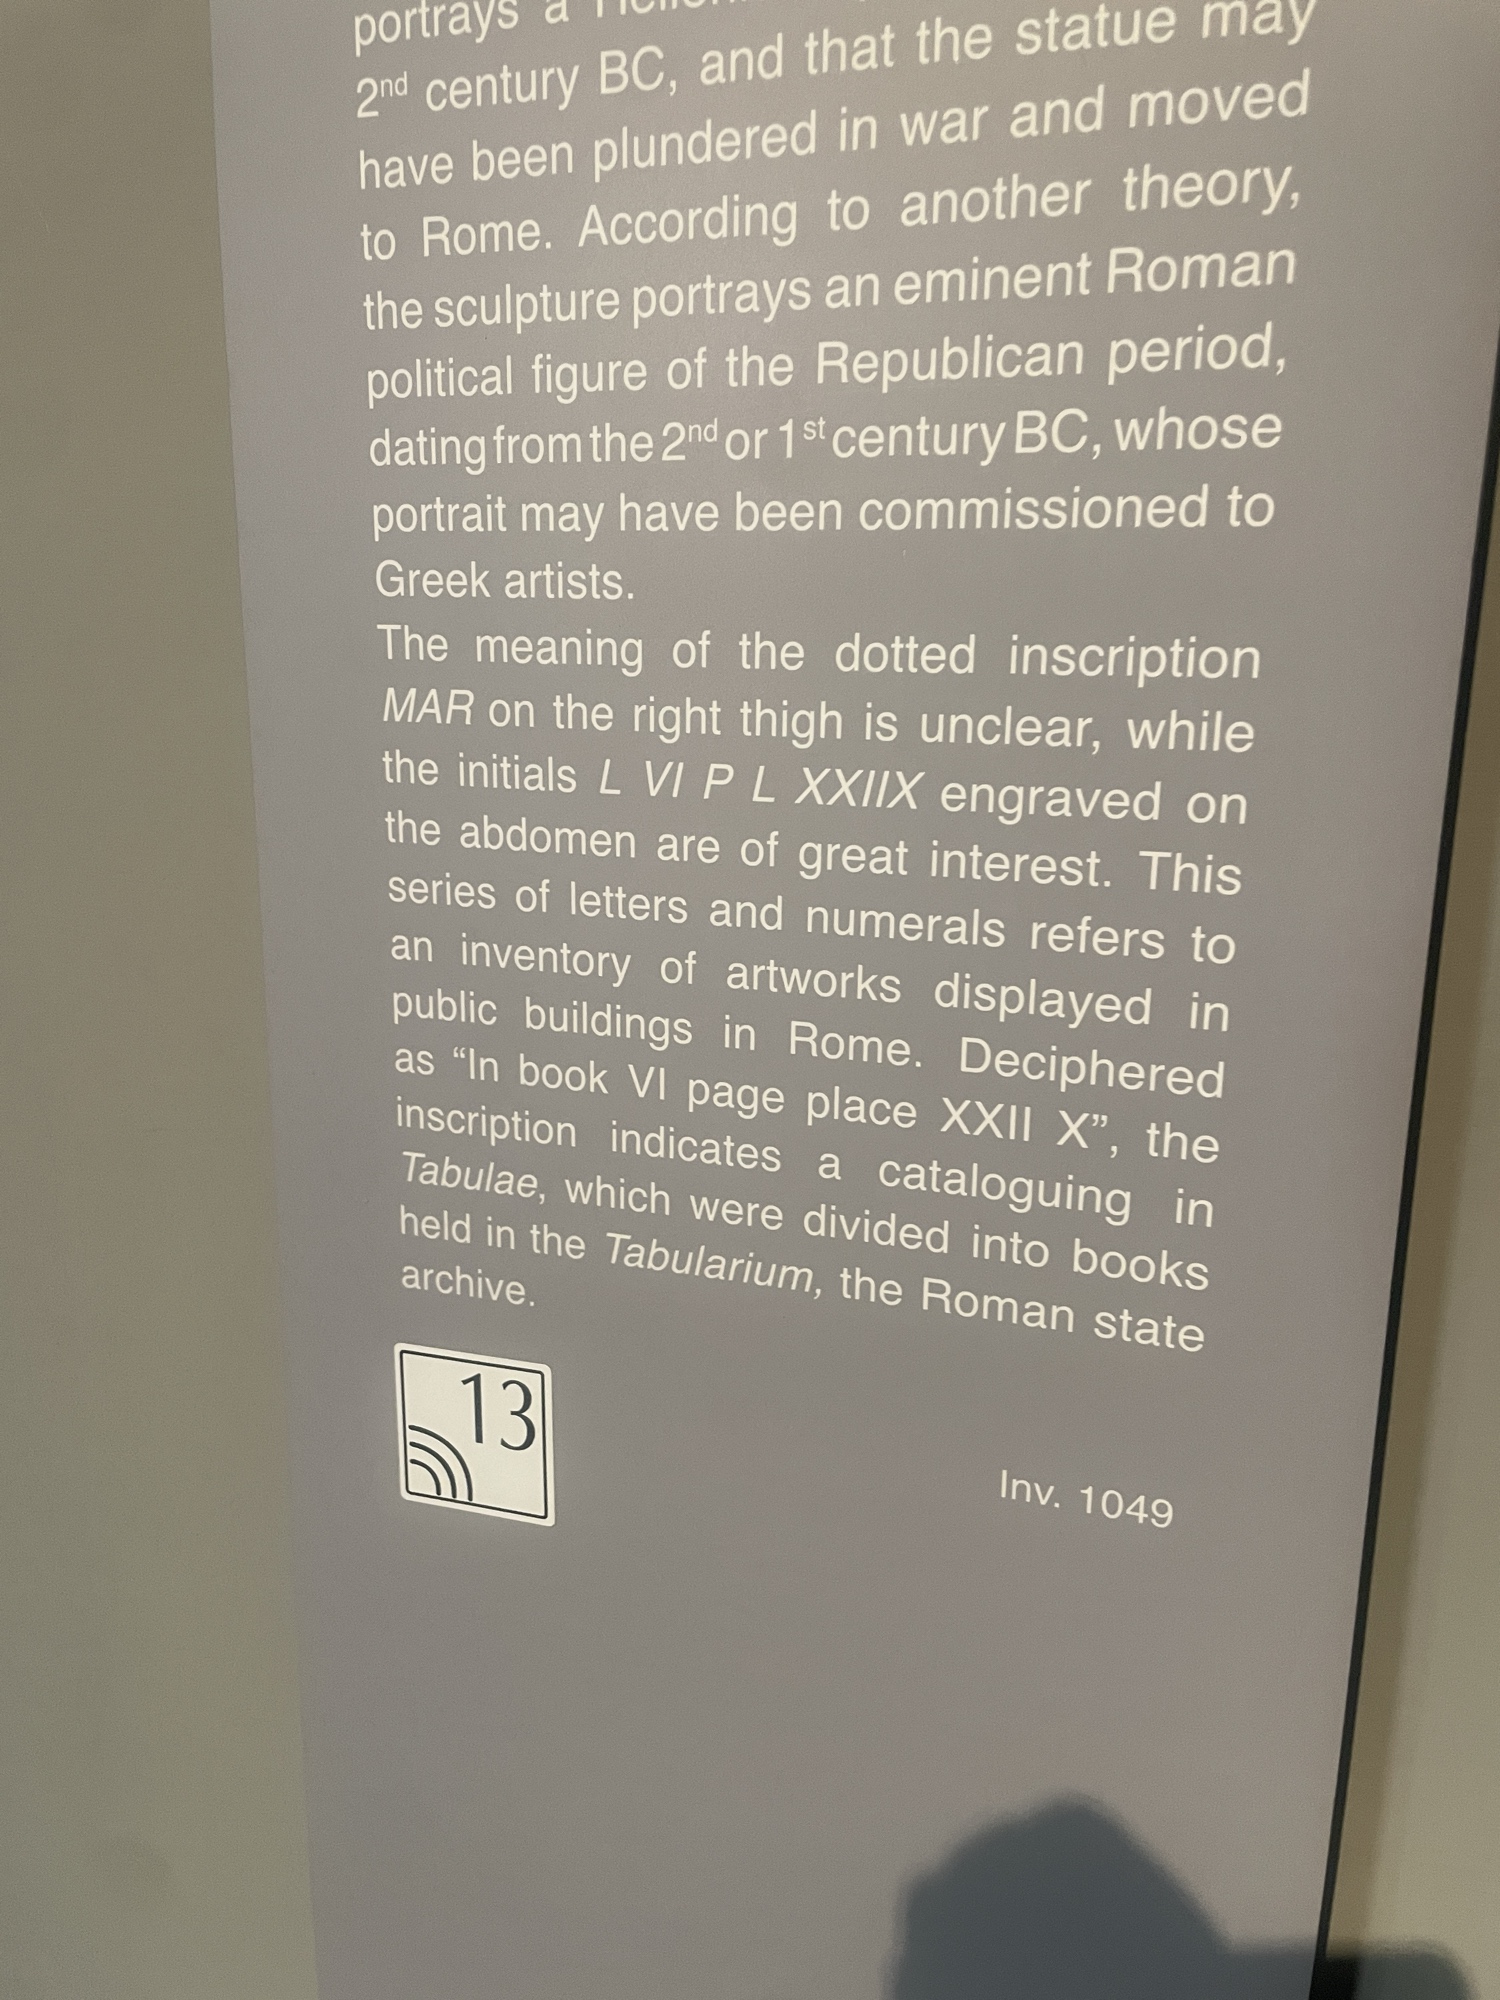 portrays a
2nd century BC, and that the statue may
have been plundered in war and moved
to Rome. According to another theory,
the sculpture portrays an eminent Roman
political figure of the Republican period,
dating from the 2nd or 1st century BC, whose
portrait may have been commissioned to
Greek artists.
The meaning of the dotted inscription
MAR on the right thigh is unclear, while
the initials L VI P L XXIIX engraved on
the abdomen are of great interest. This
series of letters and numerals refers to
an inventory of artworks displayed in
public buildings in Rome. Deciphered
as “In book VI page place XXII X”, the
inscription indicates a cataloguing in
Tabulae, which were divided into books
held in the Tabularium, the Roman state
archive.
13
Inv. 1049